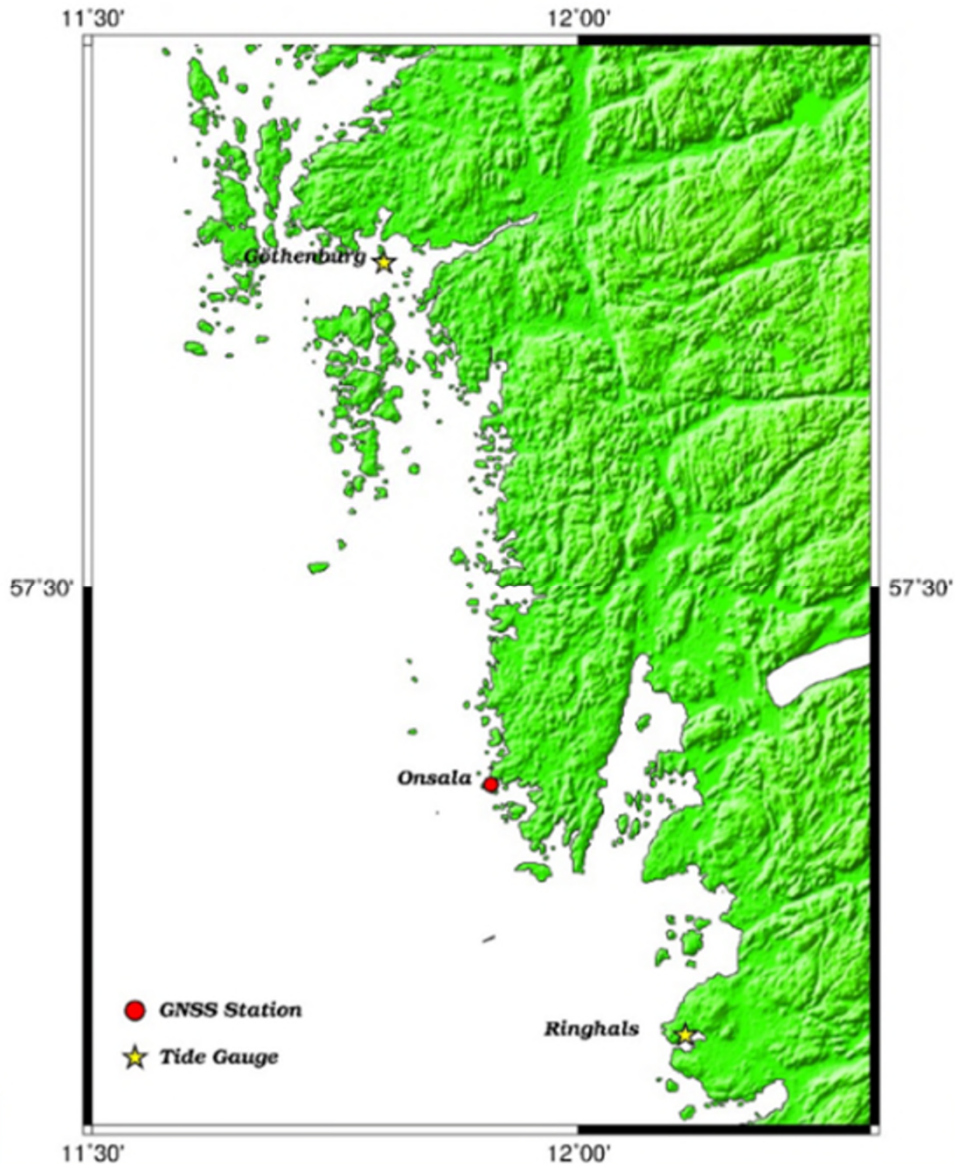 11˚30'
12˚00'
Gothenburg
57˚30'
57˚30'
Onsala
GNSS Station
Ringhals
Tide Gauge
11˚30'
12˚00'